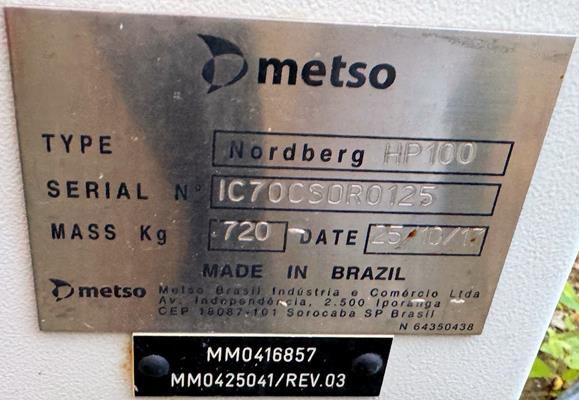 metso
TYPE Nordberg HP100
SERIAL Nº IC70CSOR0125
MASS Kg 720 DATE 25/10/17
MADE IN BRAZIL
metso Metso Brasil Indústria e Comércio Ltda
Av. Independência, 2.500 Iporanga
CEP 18087-101 Sorocaba SP Brasil
N 64350438
MM0416857
MM0425041/REV.03